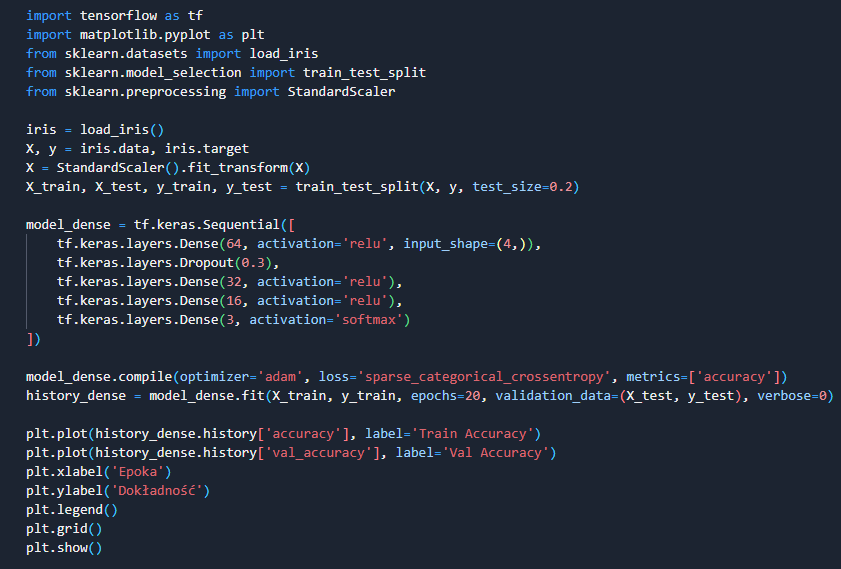 import tensorflow as tf
import matplotlib.pyplot as plt
from sklearn.datasets import load_iris
from sklearn.model_selection import train_test_split
from sklearn.preprocessing import StandardScaler

iris = load_iris()
X, y = iris.data, iris.target
X = StandardScaler().fit_transform(X)
X_train, X_test, y_train, y_test = train_test_split(X, y, test_size=0.2)

model_dense = tf.keras.Sequential([
    tf.keras.layers.Dense(64, activation='relu', input_shape=(4,)),
    tf.keras.layers.Dropout(0.3),
    tf.keras.layers.Dense(32, activation='relu'),
    tf.keras.layers.Dense(16, activation='relu'),
    tf.keras.layers.Dense(3, activation='softmax')
])

model_dense.compile(optimizer='adam', loss='sparse_categorical_crossentropy', metrics=['accuracy'])
history_dense = model_dense.fit(X_train, y_train, epochs=20, validation_data=(X_test, y_test), verbose=0)

plt.plot(history_dense.history['accuracy'], label='Train Accuracy')
plt.plot(history_dense.history['val_accuracy'], label='Val Accuracy')
plt.xlabel('Epoka')
plt.ylabel('Dokładność')
plt.legend()
plt.grid()
plt.show()